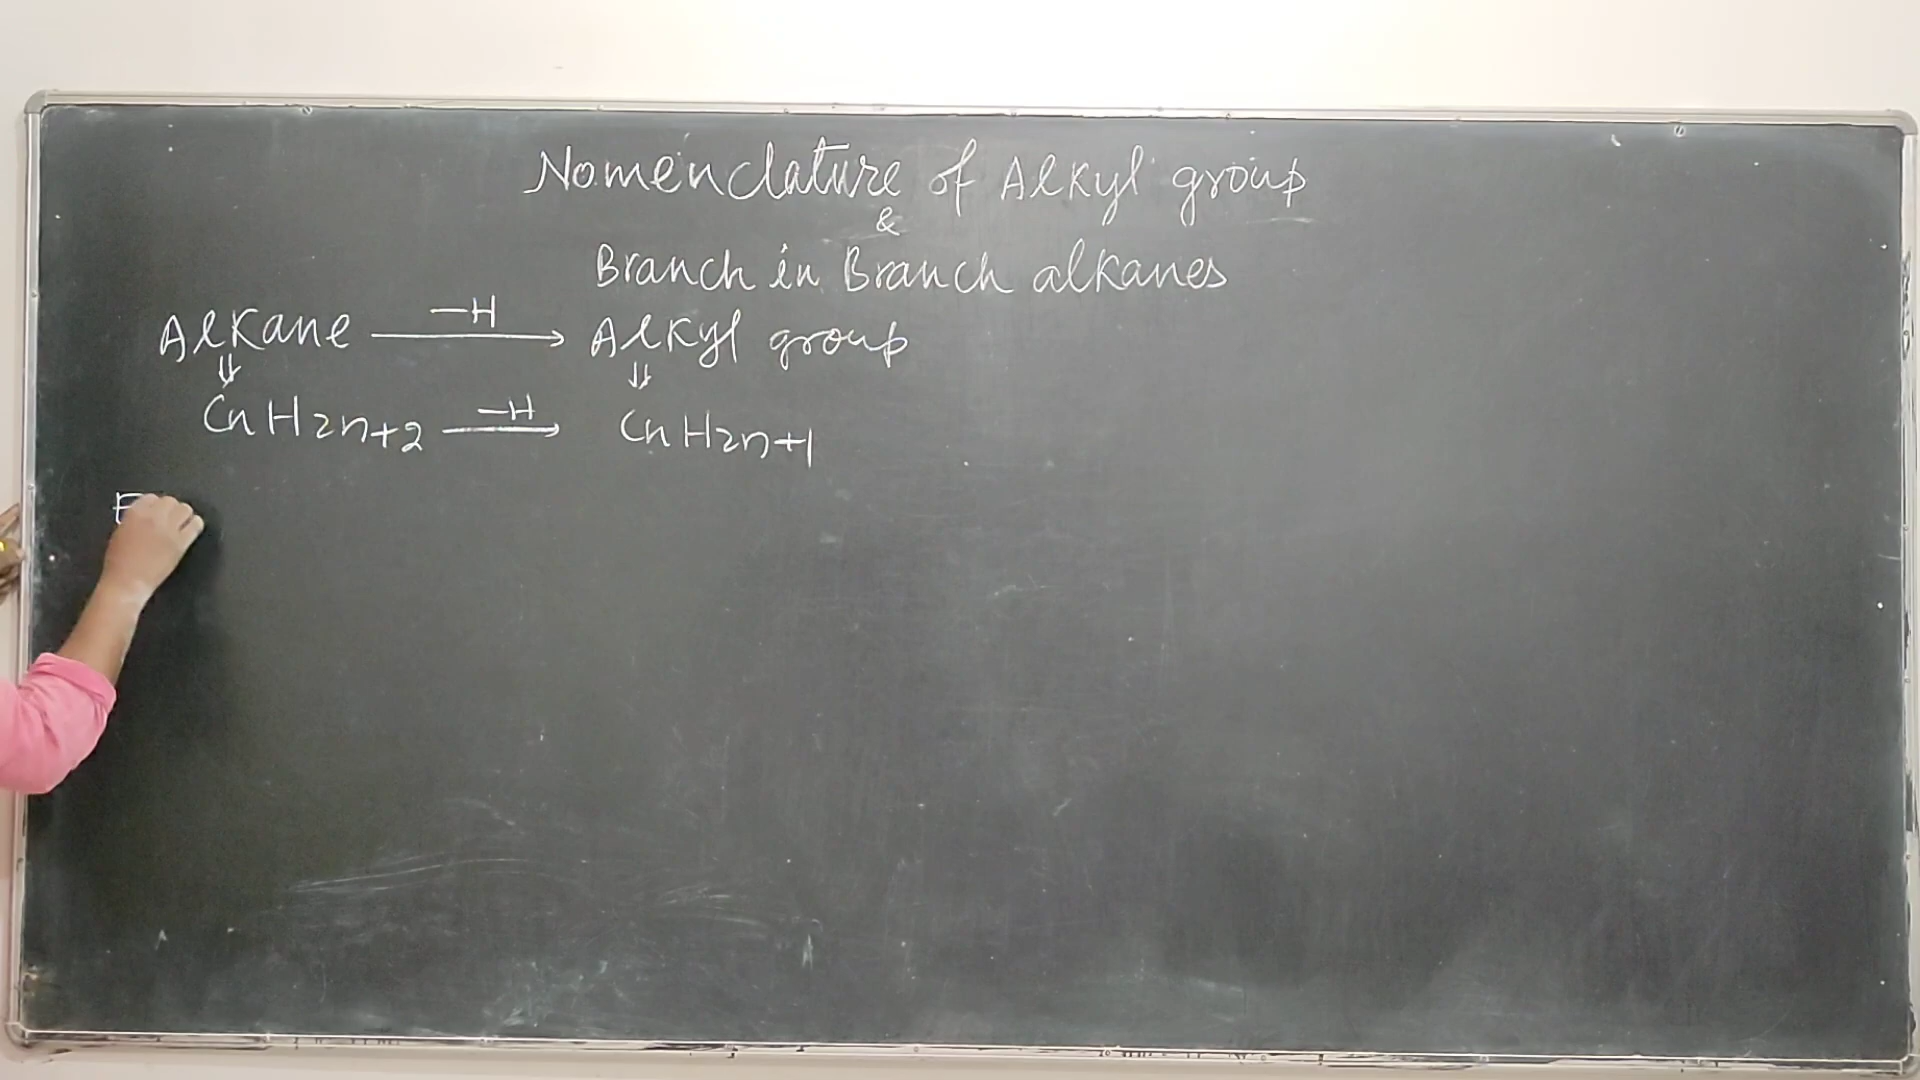 Nomenclature of Alkyl group
&
Branch in Branch alkanes
Alkane —H→ Alkyl group
⇓ ⇓
CnH2n+2 —H→ CnH2n+1
E